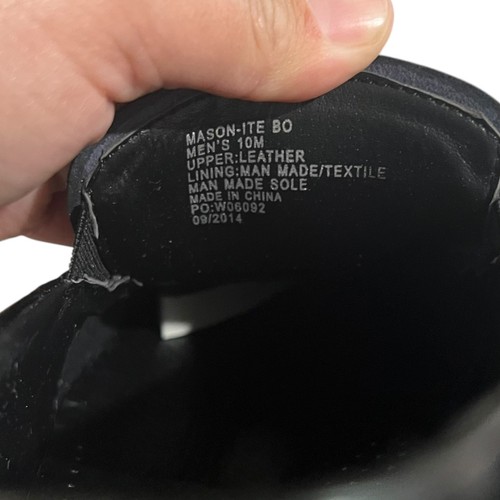 MASON-ITE BO
MEN'S 10M
UPPER:LEATHER
LINING:MAN MADE/TEXTILE
MAN MADE SOLE
MADE IN CHINA
PO:W06092
09/2014